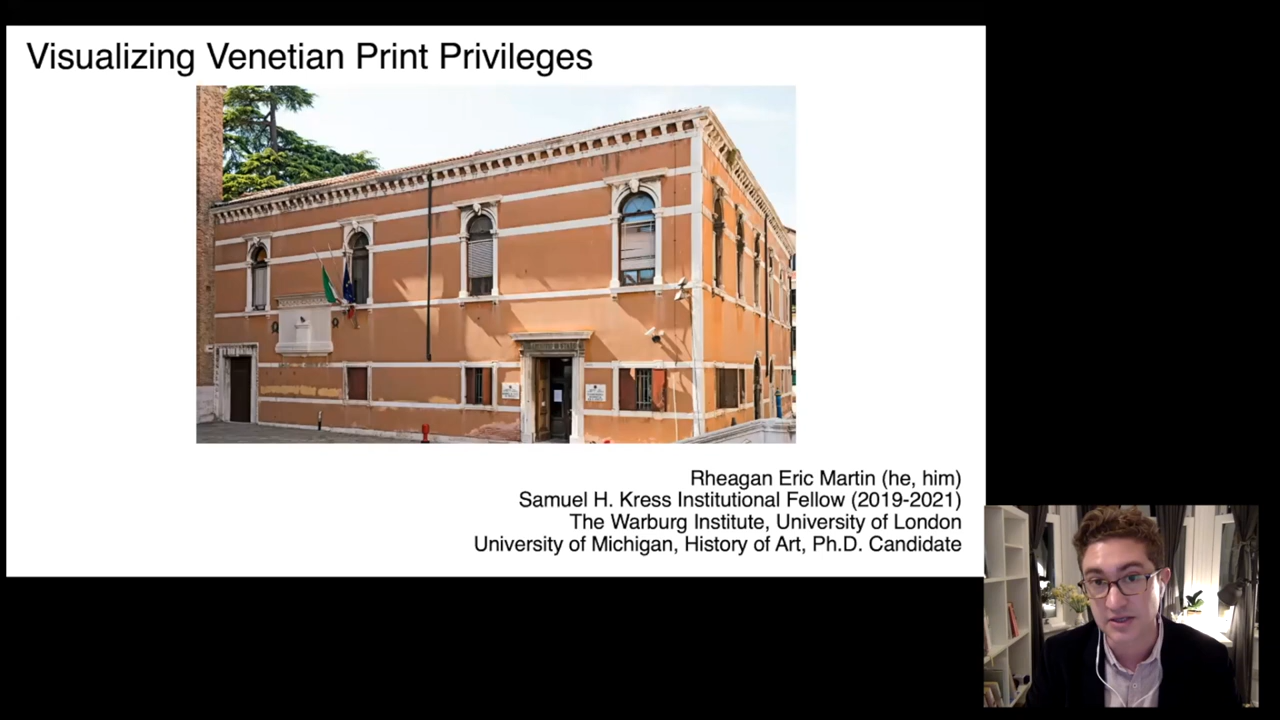 Visualizing Venetian Print Privileges
Rheagan Eric Martin (he, him)
Samuel H. Kress Institutional Fellow (2019-2021)
The Warburg Institute, University of London
University of Michigan, History of Art, Ph.D. Candidate